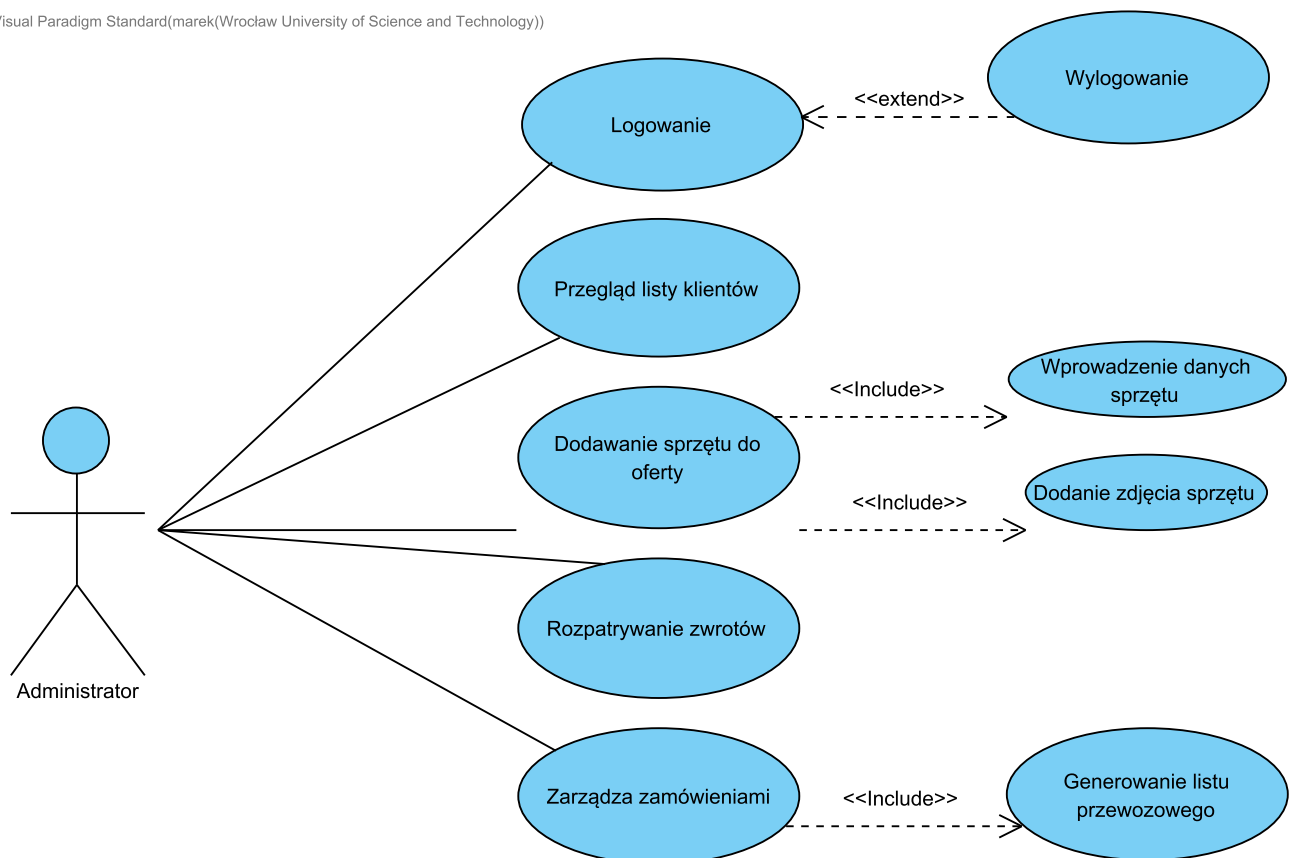 Visual Paradigm Standard(marek(Wrocław University of Science and Technology))
Wylogowanie
<<extend>>
Logowanie
Przegląd listy klientów
Wprowadzenie danych
sprzętu
<<Include>>
Dodawanie sprzętu do
oferty
Dodanie zdjęcia sprzętu
<<Include>>
Rozpatrywanie zwrotów
Administrator
Zarządza zamówieniami
<<Include>>
Generowanie listu
przewozowego